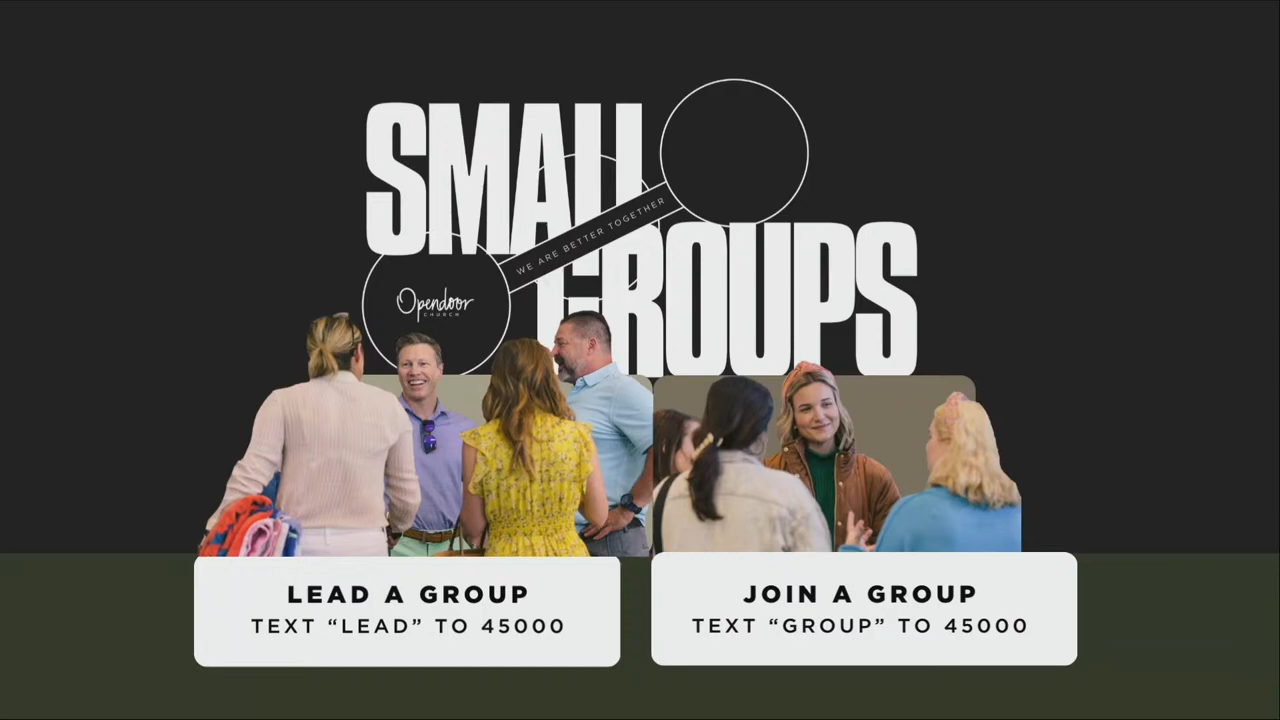 SMALL
WE ARE BETTER TOGETHER
GROUPS
Opendoor
CHURCH
LEAD A GROUP
TEXT “LEAD” TO 45000
JOIN A GROUP
TEXT “GROUP” TO 45000